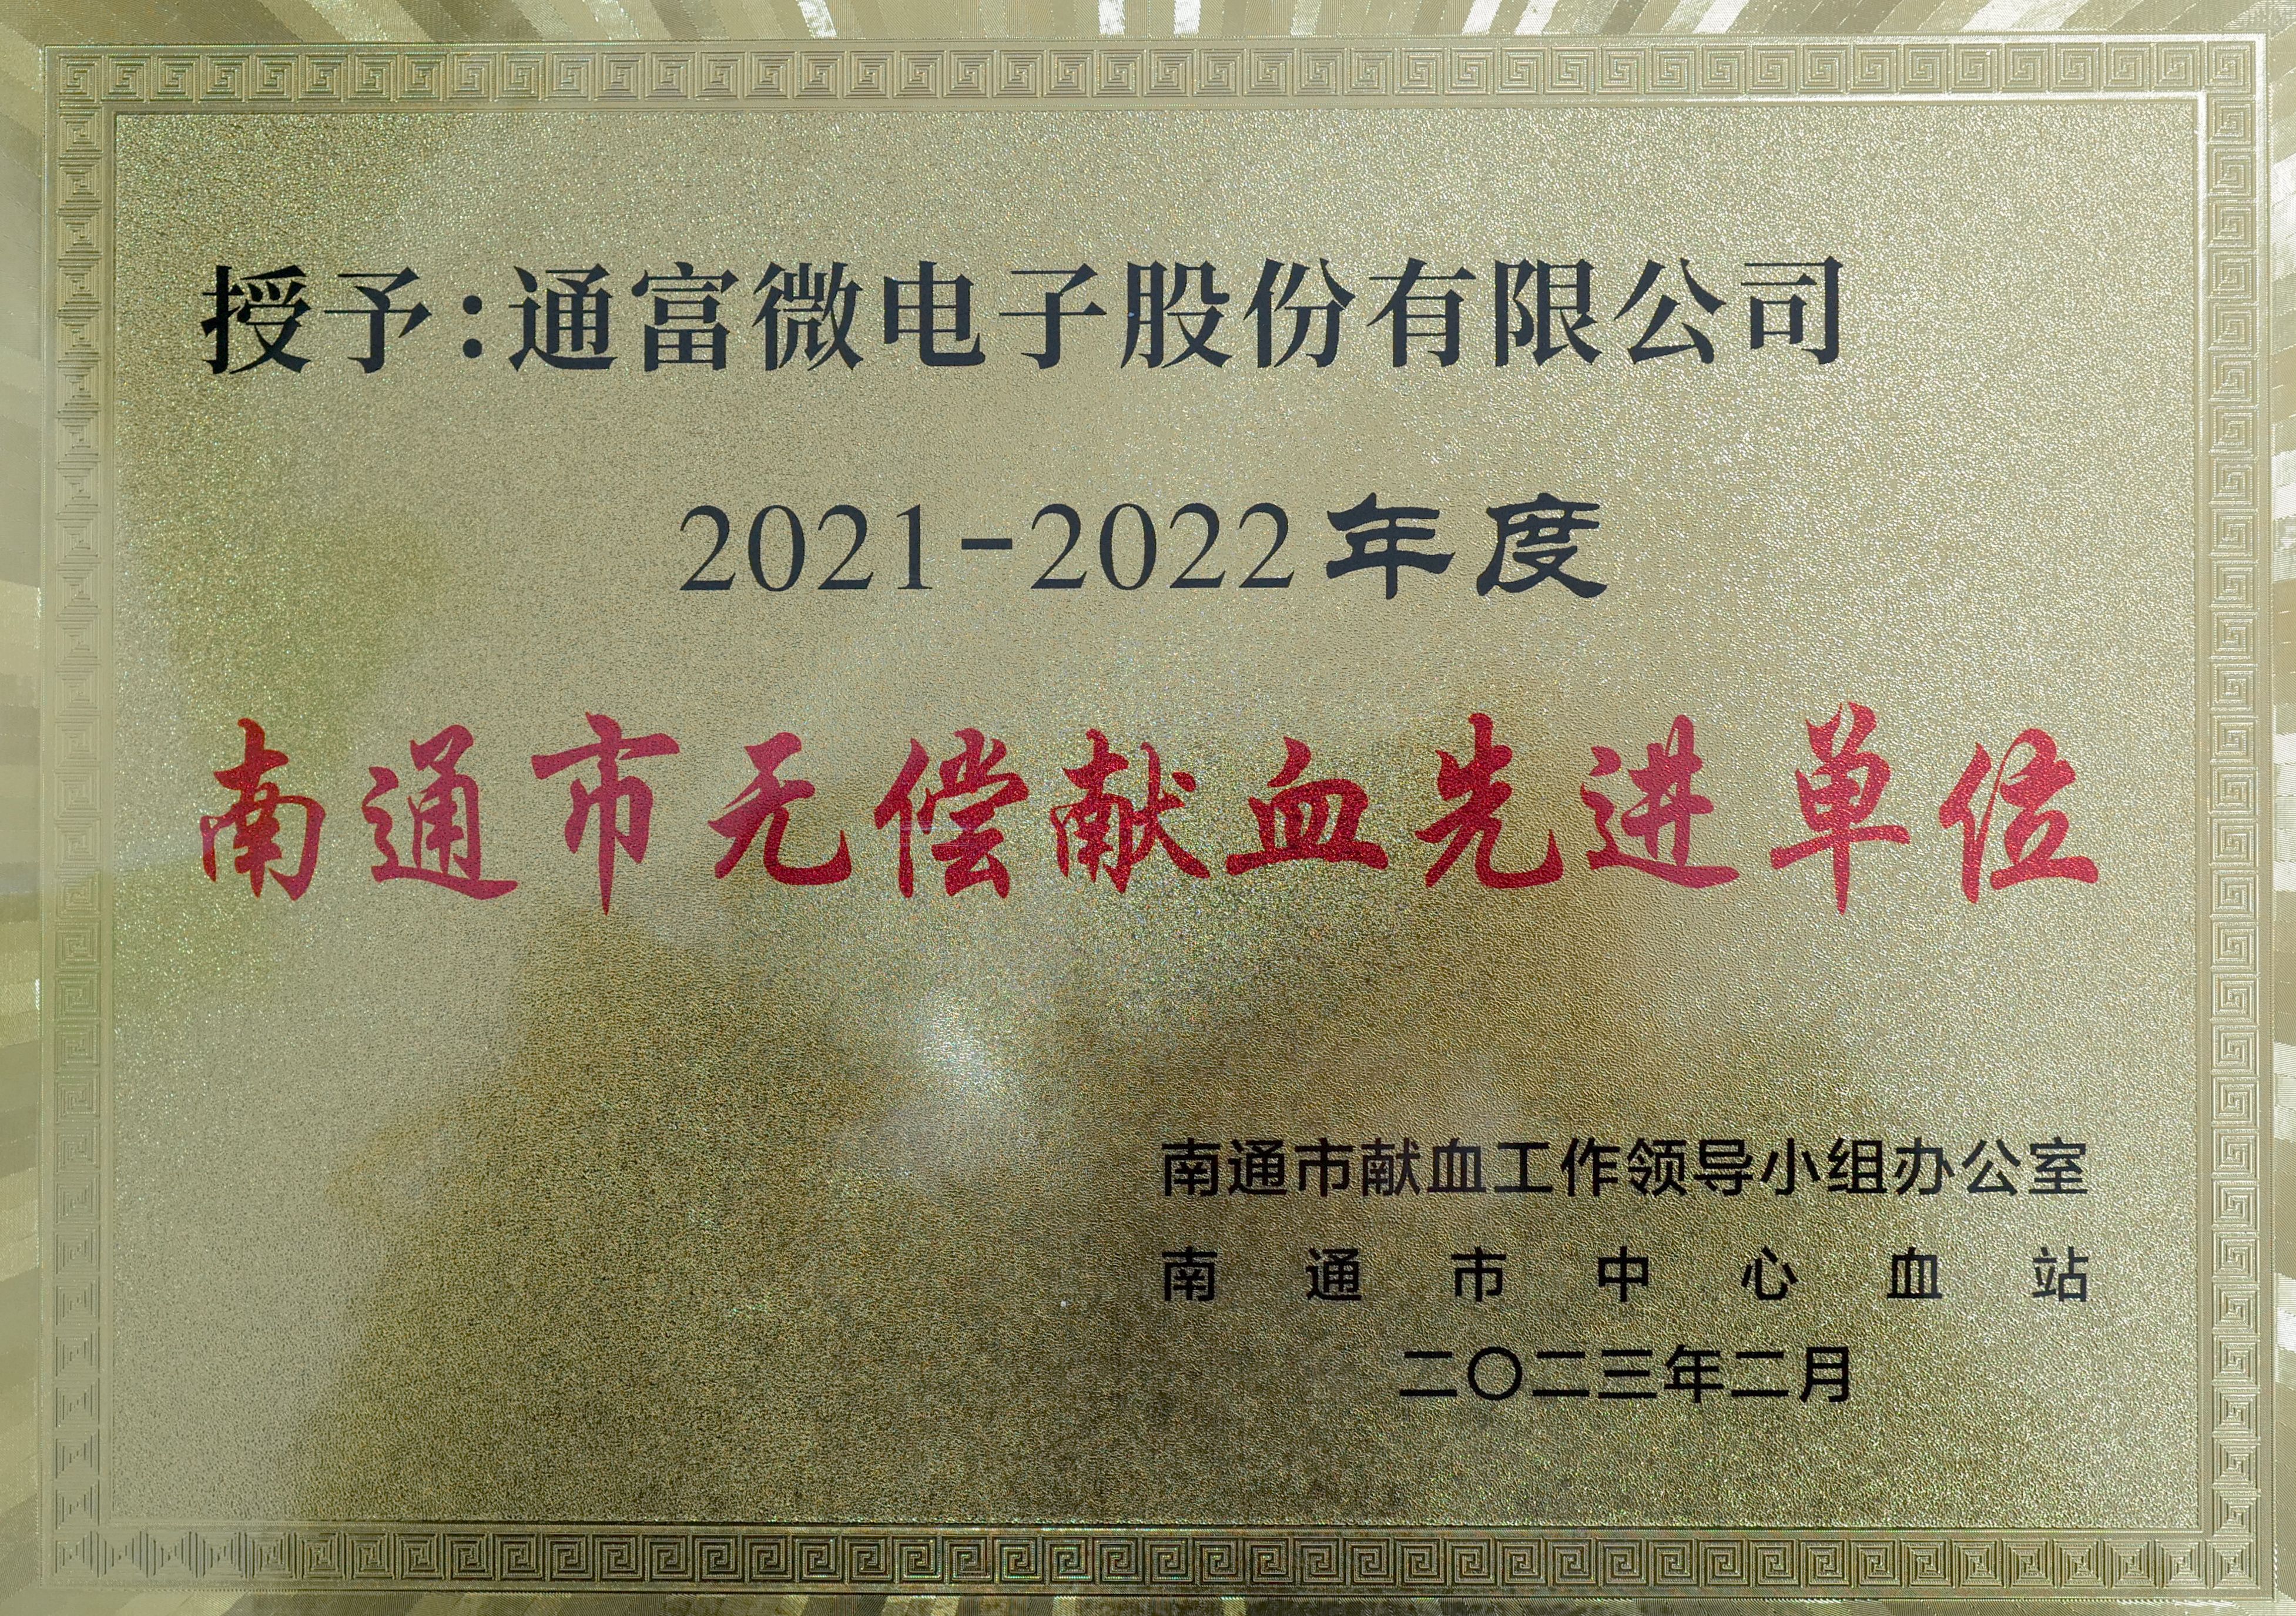 授予:通富微电子股份有限公司
2021-2022年度
南通市无偿献血先进单位
南通市献血工作领导小组办公室
南通市中心血站
二〇二三年二月